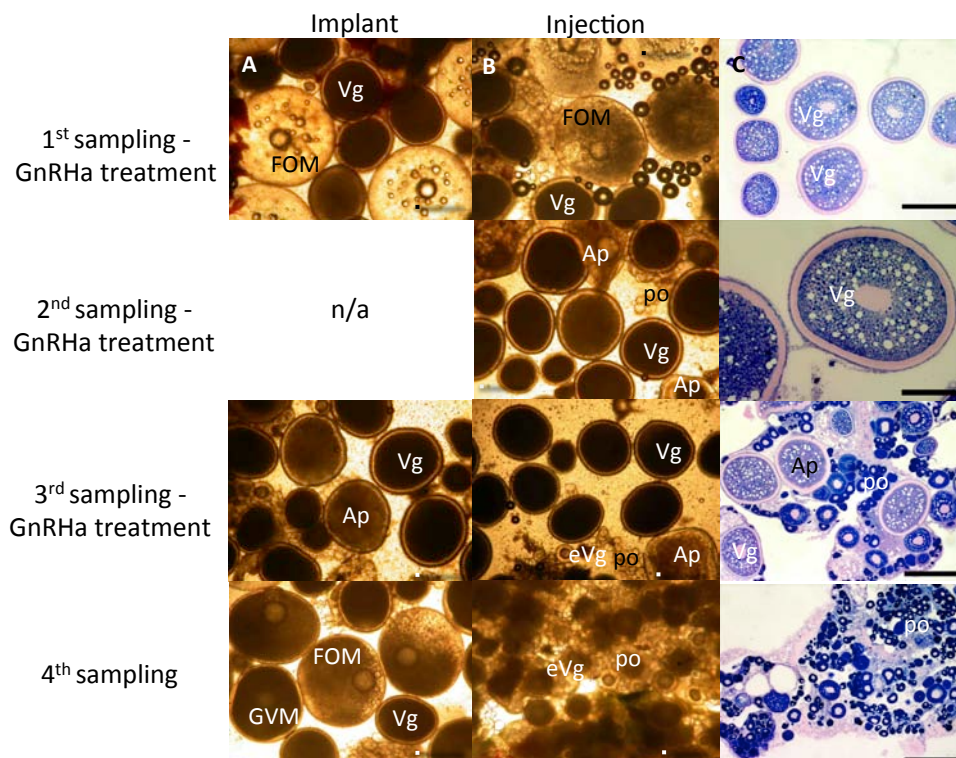 Implant Injection
A B C
Vg
FOM
FOM
Vg
Vg
Vg
1st sampling -
GnRHa treatment
Ap
po
Vg
Ap
Vg
2nd sampling -
GnRHa treatment
n/a
Vg
Ap
Vg
eVg po Ap
Ap
po
Vg
3rd sampling -
GnRHa treatment
FOM
GVM Vg
eVg po
po
4th sampling